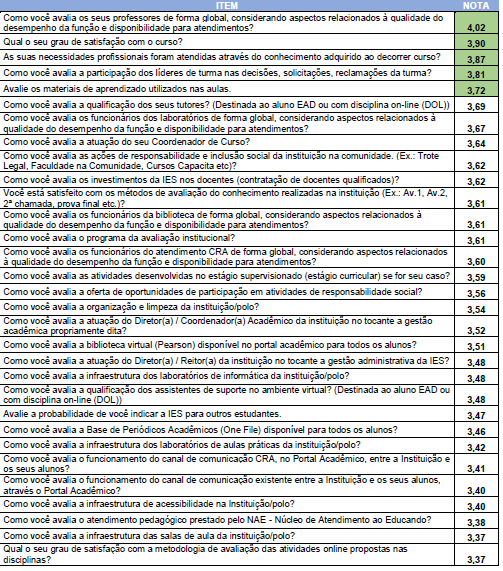 ITEM NOTA
Como você avalia os seus professores de forma global, considerando aspectos relacionados à qualidade do
desempenho da função e disponibilidade para atendimentos? 4,02
Qual o seu grau de satisfação com o curso? 3,90
As suas necessidades profissionais foram atendidas através do conhecimento adquirido ao decorrer curso? 3,87
Como você avalia a participação dos líderes de turma nas decisões, solicitações, reclamações da turma? 3,81
Avalie os materiais de aprendizado utilizados nas aulas. 3,72
Como você avalia a qualificação dos seus tutores? (Destinada ao aluno EAD ou com disciplina on-line (DOL)) 3,69
Como você avalia os funcionários dos laboratórios de forma global, considerando aspectos relacionados à
qualidade do desempenho da função e disponibilidade para atendimentos? 3,67
Como você avalia a atuação do seu Coordenador de Curso? 3,64
Como você avalia as ações de responsabilidade e inclusão social da instituição na comunidade. (Ex.: Trote
Legal, Faculdade na Comunidade, Cursos Capacita etc)? 3,62
Como você avalia os investimentos da IES nos docentes (contratação de docentes qualificados)? 3,62
Você está satisfeito com os métodos de avaliação do conhecimento realizadas na instituição (Ex.: Av.1, Av.2,
2ª chamada, prova final etc.)? 3,61
Como você avalia os funcionários da biblioteca de forma global, considerando aspectos relacionados à
qualidade do desempenho da função e disponibilidade para atendimentos? 3,61
Como você avalia o programa da avaliação institucional? 3,61
Como você avalia os funcionários do atendimento CRA de forma global, considerando aspectos relacionados
à qualidade do desempenho da função e disponibilidade para atendimentos? 3,60
Como você avalia as atividades desenvolvidas no estágio supervisionado (estágio curricular) se for seu caso? 3,59
Como você avalia a oferta de oportunidades de participação em atividades de responsabilidade social? 3,56
Como você avalia a organização e limpeza da instituição/polo? 3,54
Como você avalia a atuação do Diretor(a) / Coordenador(a) Acadêmico da instituição no tocante a gestão
acadêmica propriamente dita? 3,52
Como você avalia a biblioteca virtual (Pearson) disponível no portal acadêmico para todos os alunos? 3,51
Como você avalia a atuação do Diretor(a) / Reitor(a) da instituição no tocante a gestão administrativa da IES? 3,48
Como você avalia a infraestrutura dos laboratórios de informática da instituição/polo? 3,48
Como você avalia a qualificação dos assistentes de suporte no ambiente virtual? (Destinada ao aluno EAD ou
com disciplina on-line (DOL)) 3,48
Avalie a probabilidade de você indicar a IES para outros estudantes. 3,47
Como você avalia a Base de Periódicos Acadêmicos (One File) disponível para todos os alunos? 3,46
Como você avalia a infraestrutura dos laboratórios de aulas práticas da instituição/polo? 3,42
Como você avalia o funcionamento do canal de comunicação CRA, no Portal Acadêmico, entre a Instituição e
os seus alunos? 3,41
Como você avalia o funcionamento do canal de comunicação existente entre a Instituição e os seus alunos,
através o Portal Acadêmico? 3,40
Como você avalia a infraestrutura de acessibilidade na Instituição/polo? 3,40
Como você avalia o atendimento pedagógico prestado pelo NAE - Núcleo de Atendimento ao Educando? 3,38
Como você avalia a infraestrutura das salas de aula da instituição/polo? 3,37
Qual o seu grau de satisfação com a metodologia de avaliação das atividades online propostas nas
disciplinas? 3,37